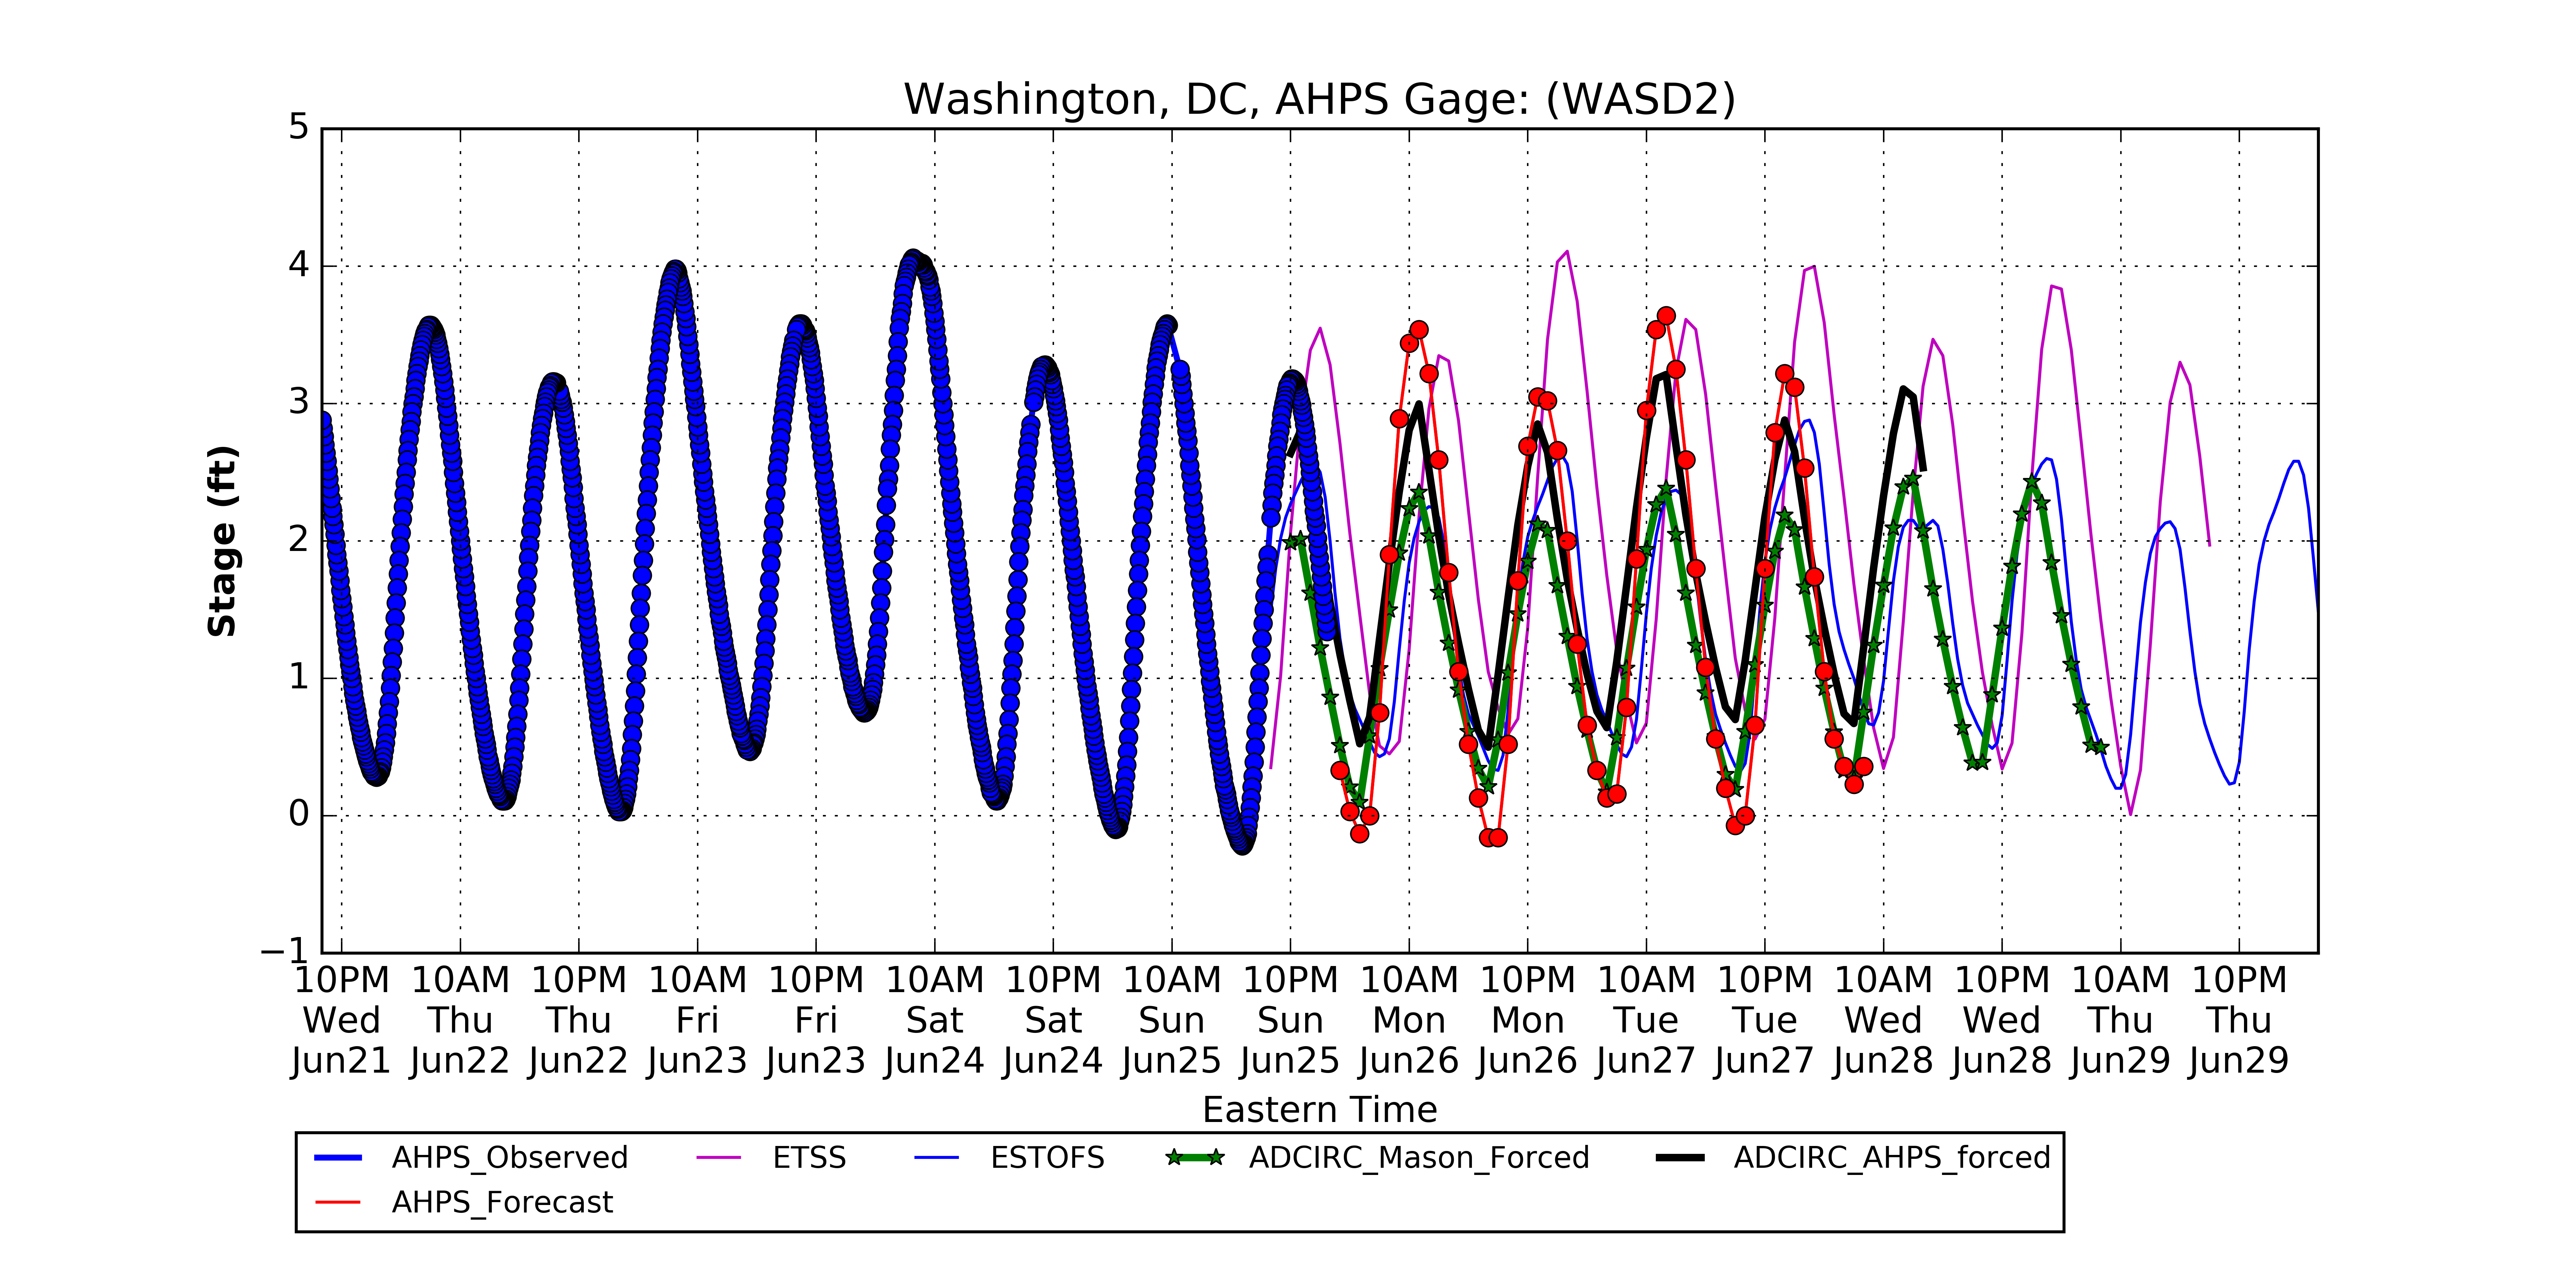 Washington, DC, AHPS Gage: (WASD2)
5
4
3
2
1
0
−1
Stage (ft)
10PM 10AM 10PM 10AM 10PM 10AM 10PM 10AM 10PM 10AM 10PM 10AM 10PM 10AM 10PM 10AM 10PM
Wed Thu Thu Fri Fri Sat Sat Sun Sun Mon Mon Tue Tue Wed Wed Thu Thu
Jun21 Jun22 Jun22 Jun23 Jun23 Jun24 Jun24 Jun25 Jun25 Jun26 Jun26 Jun27 Jun27 Jun28 Jun28 Jun29 Jun29
Eastern Time
AHPS_Observed ETSS ESTOFS ADCIRC_Mason_Forced ADCIRC_AHPS_forced
AHPS_Forecast